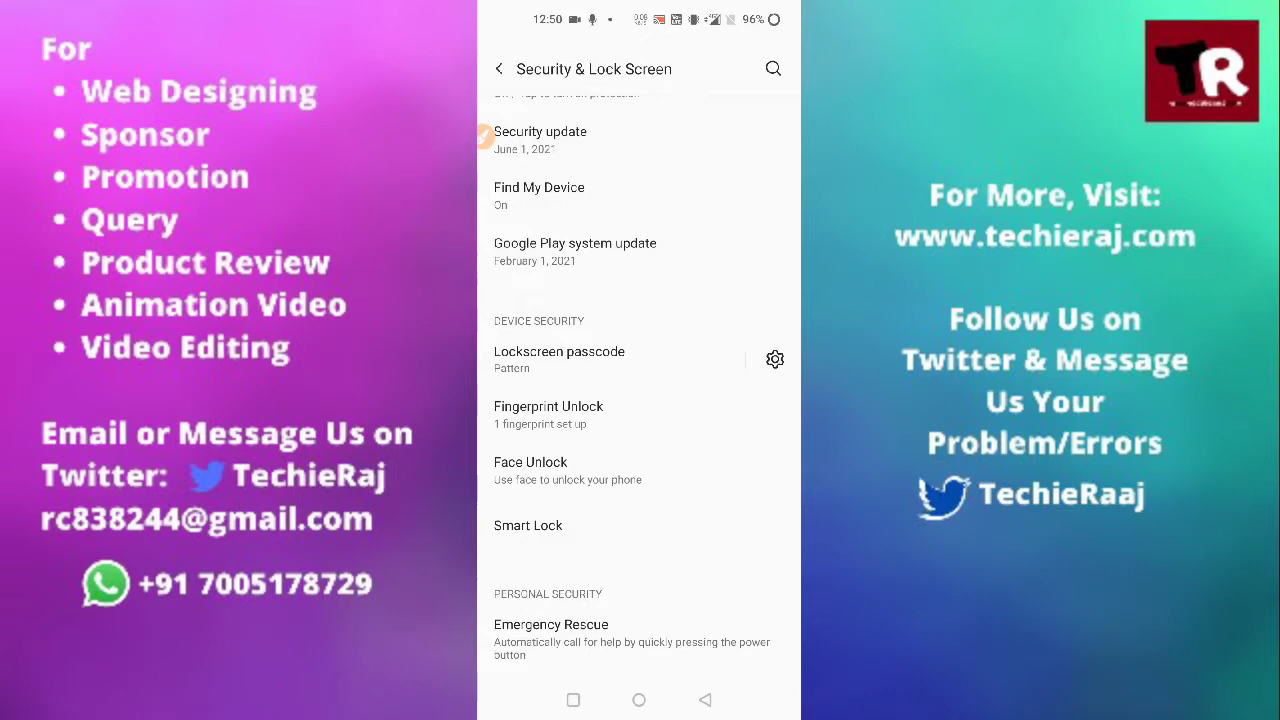 For
• Web Designing
• Sponsor
• Promotion
• Query
• Product Review
• Animation Video
• Video Editing
Email or Message Us on
Twitter: TechieRaj
rc838244@gmail.com
+91 7005178729
12:50
96%
Security & Lock Screen
Security update
June 1, 2021
Find My Device
On
Google Play system update
February 1, 2021
DEVICE SECURITY
Lockscreen passcode
Pattern
Fingerprint Unlock
1 fingerprint set up
Face Unlock
Use face to unlock your phone
Smart Lock
PERSONAL SECURITY
Emergency Rescue
Automatically call for help by quickly pressing the power
button
TR
For More, Visit:
www.techieraj.com
Follow Us on
Twitter & Message
Us Your
Problem/Errors
TechieRaaj